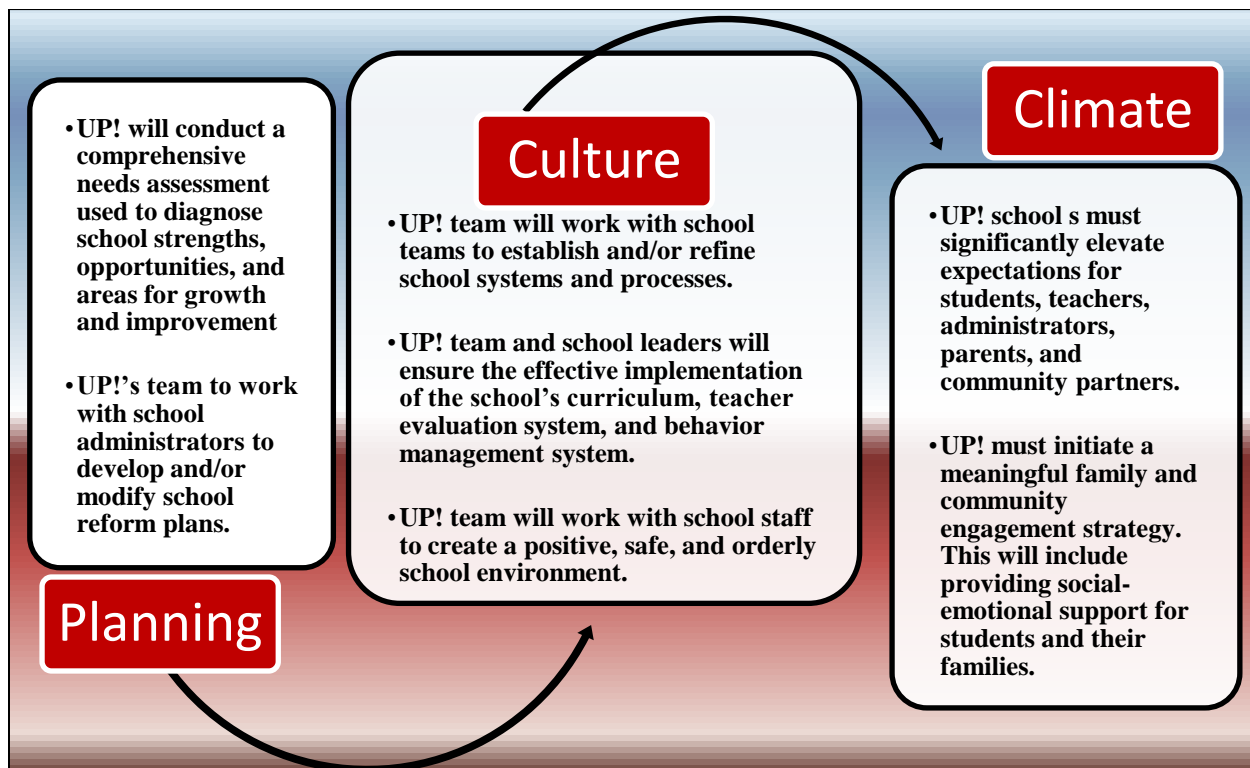 •UP! will conduct a
comprehensive
needs assessment
used to diagnose
school strengths,
opportunities, and
areas for growth
and improvement
•UP!’s team to work
with school
administrators to
develop and/or
modify school
reform plans.
Planning
Culture
•UP! team will work with school
teams to establish and/or refine
school systems and processes.
•UP! team and school leaders will
ensure the effective implementation
of the school’s curriculum, teacher
evaluation system, and behavior
management system.
•UP! team will work with school staff
to create a positive, safe, and orderly
school environment.
Climate
•UP! school s must
significantly elevate
expectations for
students, teachers,
administrators,
parents, and
community partners.
•UP! must initiate a
meaningful family and
community
engagement strategy.
This will include
providing social-
emotional support for
students and their
families.